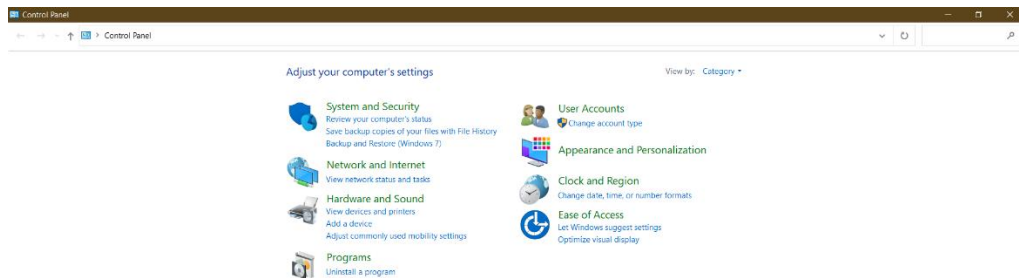 Control Panel
Control Panel
Adjust your computer's settings
View by: Category
System and Security
Review your computer's status
Save backup copies of your files with File History
Backup and Restore (Windows 7)
Network and Internet
View network status and tasks
Hardware and Sound
View devices and printers
Add a device
Adjust commonly used mobility settings
Programs
Uninstall a program
User Accounts
Change account type
Appearance and Personalization
Clock and Region
Change date, time, or number formats
Ease of Access
Let Windows suggest settings
Optimize visual display